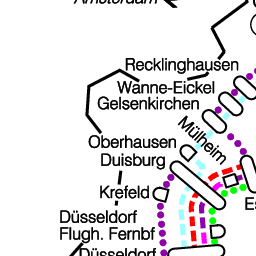 Amsterdam
Recklinghausen
Wanne-Eickel
Gelsenkirchen
Mülheim
Oberhausen
Duisburg
Krefeld
Düsseldorf
Flugh. Fernbf
Düsseldorf